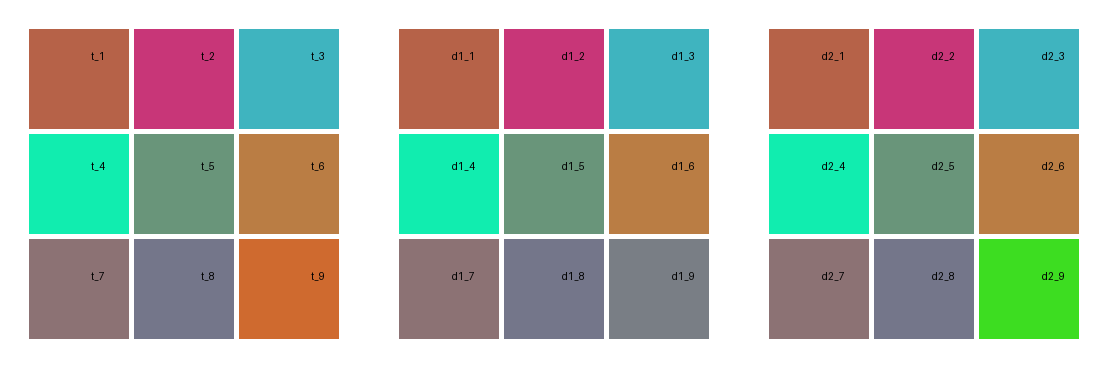 t_1 t_2 t_3 d1_1 d1_2 d1_3 d2_1 d2_2 d2_3
t_4 t_5 t_6 d1_4 d1_5 d1_6 d2_4 d2_5 d2_6
t_7 t_8 t_9 d1_7 d1_8 d1_9 d2_7 d2_8 d2_9